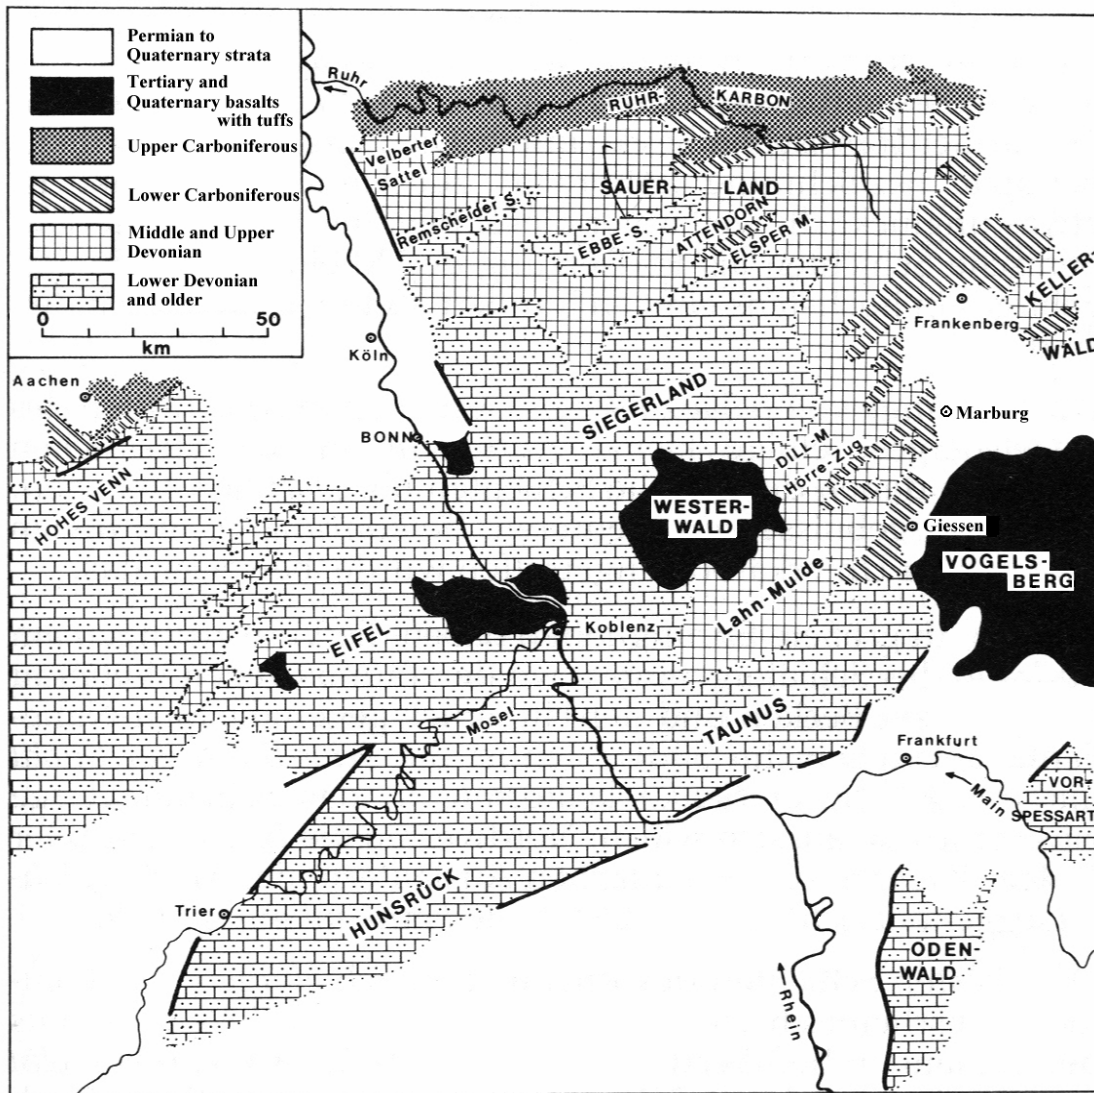 Permian to
Quaternary strata
Tertiary and
Quaternary basalts
with tuffs
Upper Carboniferous
Lower Carboniferous
Middle and Upper
Devonian
Lower Devonian
and older
0 50
km
Ruhr
RUHR-
KARBON
Velberter
Sattel
SAUER-
LAND
Remscheider S.
EBBE-S.
ATTENDORN
ELSPER M.
KELLER-
WALD
Frankenberg
Köln
Aachen
SIEGERLAND
Marburg
BONN
DILL-M
Hörre-Zug
HOHES VENN
WESTER-
WALD
Giessen
VOGELS-
BERG
Lahn-Mulde
Koblenz
EIFEL
Mosel
TAUNUS
Frankfurt
Main
VOR-
SPESSART
Trier
HUNSRÜCK
ODEN-
WALD
Rhein